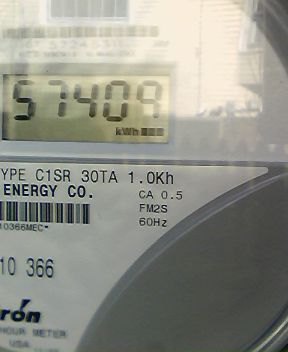 57409
kWh
TYPE C1SR 30TA 1.0Kh
ENERGY CO.
CA 0.5
FM2S
60Hz
10366MEC*
10 366
rón
HOUR METER
USA